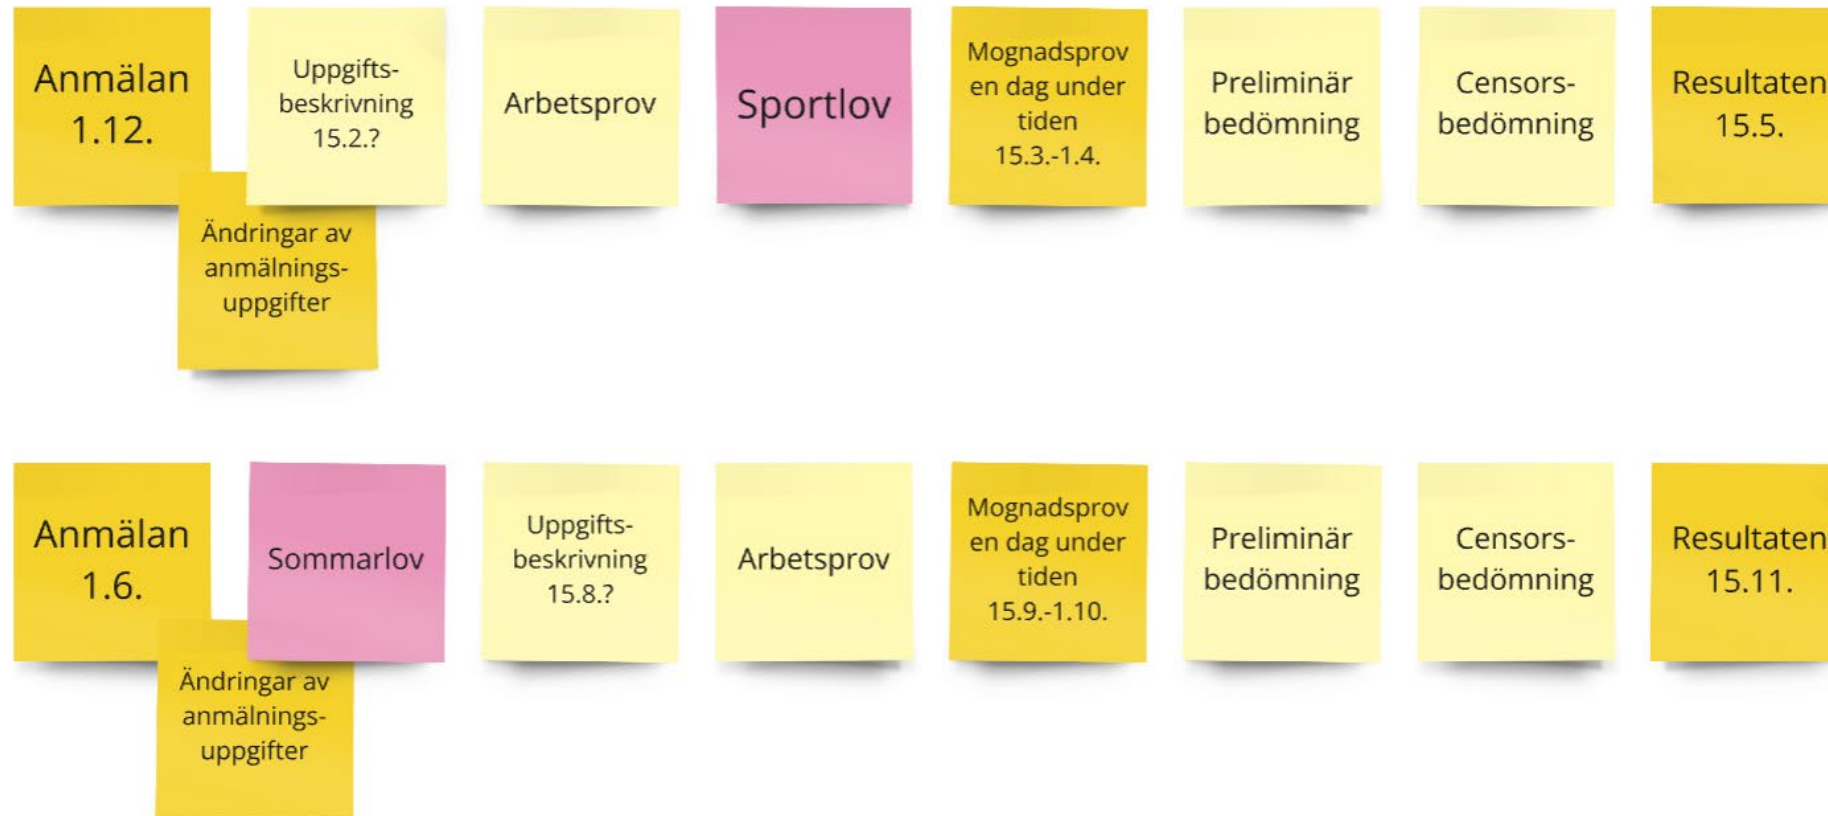 Anmälan
1.12.
Ändringar av
anmälnings-
uppgifter
Uppgifts-
beskrivning
15.2.?
Arbetsprov
Sportlov
Mognadsprov
en dag under
tiden
15.3.-1.4.
Preliminär
bedömning
Censors-
bedömning
Resultaten
15.5.
Anmälan
1.6.
Ändringar av
anmälnings-
uppgifter
Sommarlov
Uppgifts-
beskrivning
15.8.?
Arbetsprov
Mognadsprov
en dag under
tiden
15.9.-1.10.
Preliminär
bedömning
Censors-
bedömning
Resultaten
15.11.